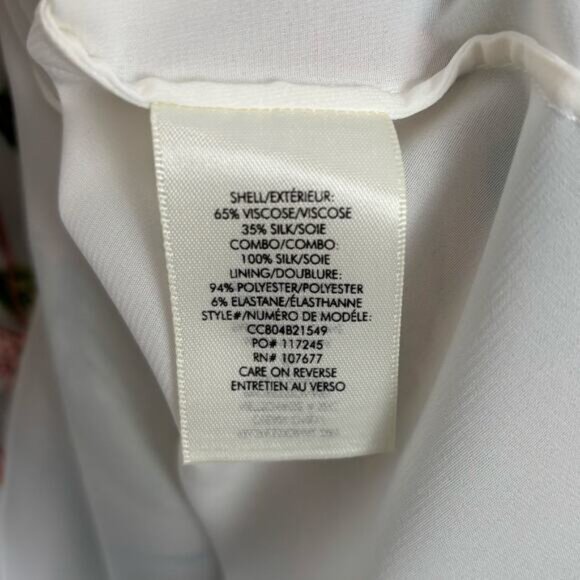 SHELL/EXTÉRIEUR:
65% VISCOSE/VISCOSE
35% SILK/SOIE
COMBO/COMBO:
100% SILK/SOIE
LINING/DOUBLURE:
94% POLYESTER/POLYESTER
6% ELASTANE/ÉLASTHANNE
STYLE#/NUMÉRO DE MODÉLE:
CC804B21549
PO# 117245
RN# 107677
CARE ON REVERSE
ENTRETIEN AU VERSO